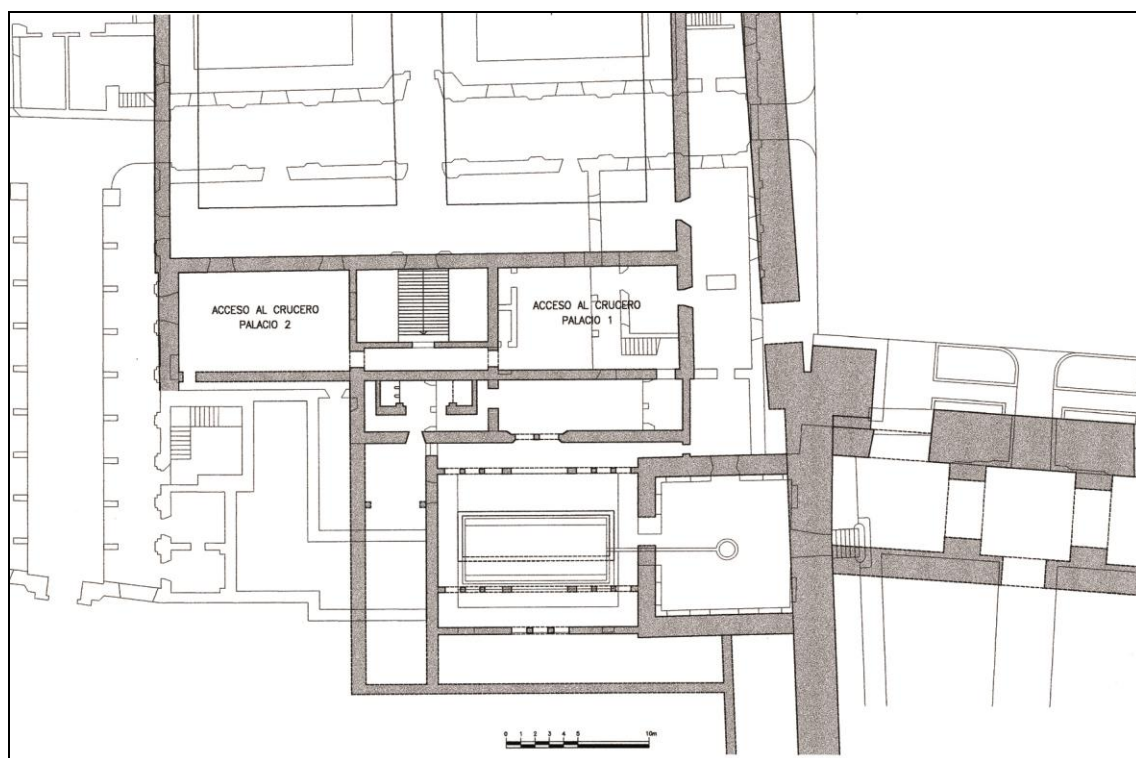 ACCESO AL CRUCERO
PALACIO 2
ACCESO AL CRUCERO
PALACIO 1
0 1 2 3 4 5 10m